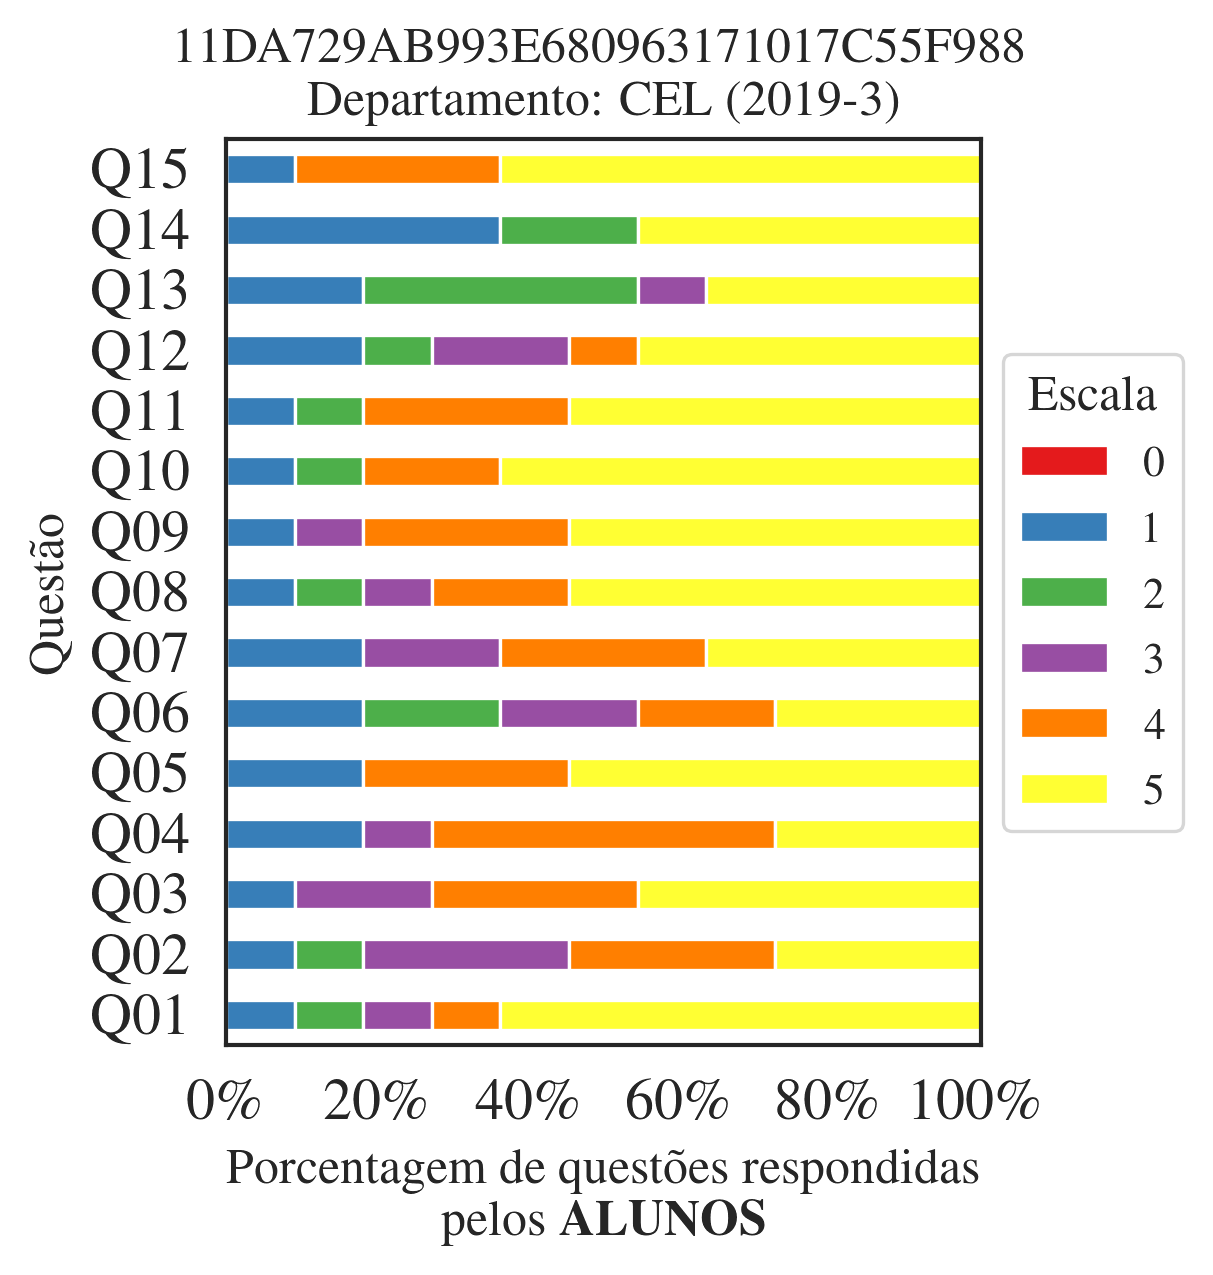 11DA729AB993E680963171017C55F988
Departamento: CEL (2019-3)
Questão
Q15
Q14
Q13
Q12
Q11
Q10
Q09
Q08
Q07
Q06
Q05
Q04
Q03
Q02
Q01
0% 20% 40% 60% 80% 100%
Porcentagem de questões respondidas
pelos ALUNOS
Escala
0
1
2
3
4
5